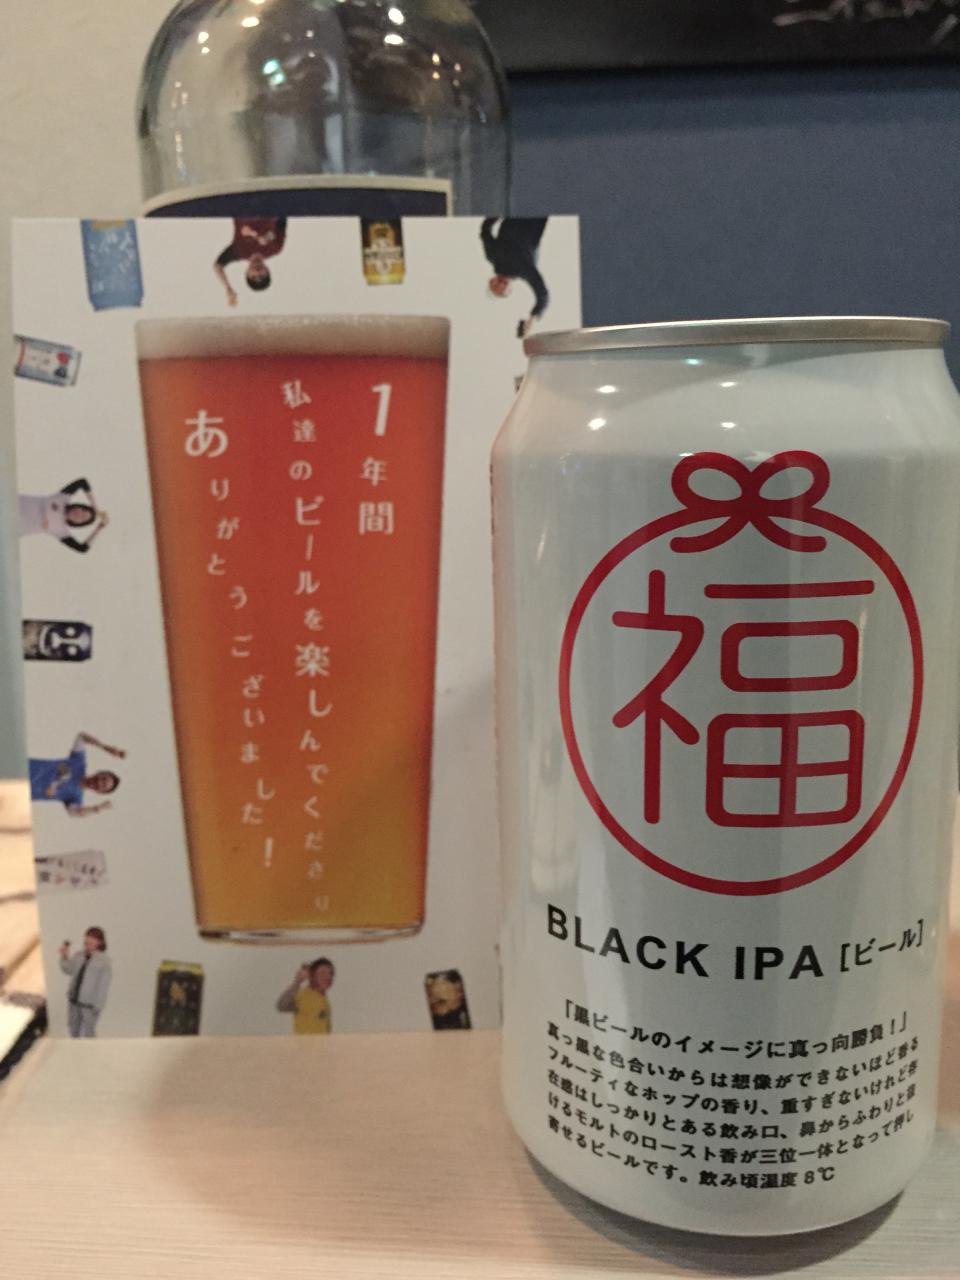 1年間
私達のビールを楽しんでくださり
ありがとうございました!
福
BLACK IPA [ビール]
「黒ビールのイメージに真っ向勝負!」
真っ黒な色合いからは想像ができないほど香る
フルーティなホップの香り、重すぎないけれど存
在感はしっかりとある飲み口、鼻からふわりと抜
けるモルトのロースト香が三位一体となって押し
寄せるビールです。飲み頃温度8℃